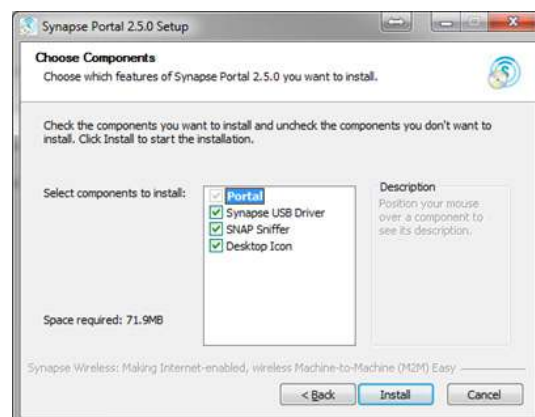 Synapse Portal 2.5.0 Setup
Choose Components
Choose which features of Synapse Portal 2.5.0 you want to install.
Check the components you want to install and uncheck the components you don't want to
install. Click Install to start the installation.
Select components to install:
Portal
Synapse USB Driver
SNAP Sniffer
Desktop Icon
Description
Position your mouse
over a component to
see its description.
Space required: 71.9MB
Synapse Wireless: Making Internet-enabled, wireless Machine-to-Machine (M2M) Easy
< Back
Install
Cancel